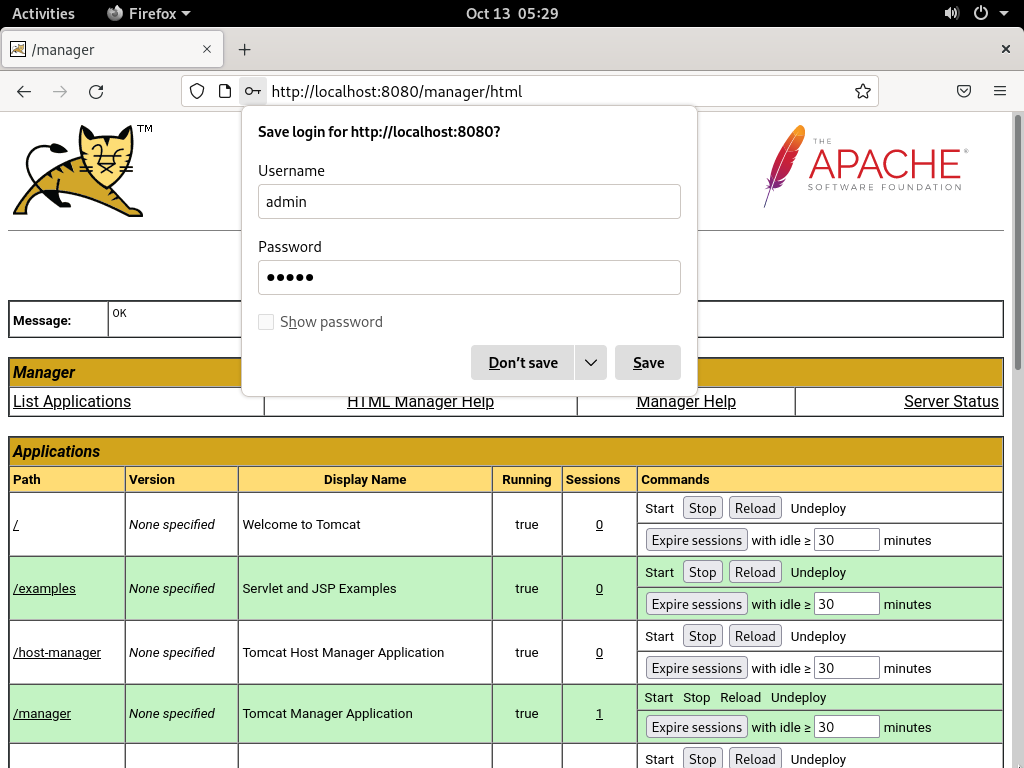 Activities Firefox Oct 13 05:29
/manager
http://localhost:8080/manager/html
TM
Save login for http://localhost:8080?
Username
admin
Password
●●●●●
Show password
Don't save Save
THE
APACHE®
SOFTWARE FOUNDATION
Message: OK
Manager
List Applications HTML Manager Help Manager Help Server Status
Applications
Path Version Display Name Running Sessions Commands
/ None specified Welcome to Tomcat true 0 Start Stop Reload Undeploy
Expire sessions with idle ≥ 30 minutes
/examples None specified Servlet and JSP Examples true 0 Start Stop Reload Undeploy
Expire sessions with idle ≥ 30 minutes
/host-manager None specified Tomcat Host Manager Application true 0 Start Stop Reload Undeploy
Expire sessions with idle ≥ 30 minutes
/manager None specified Tomcat Manager Application true 1 Start Stop Reload Undeploy
Expire sessions with idle ≥ 30 minutes
Start Stop Reload Undeploy